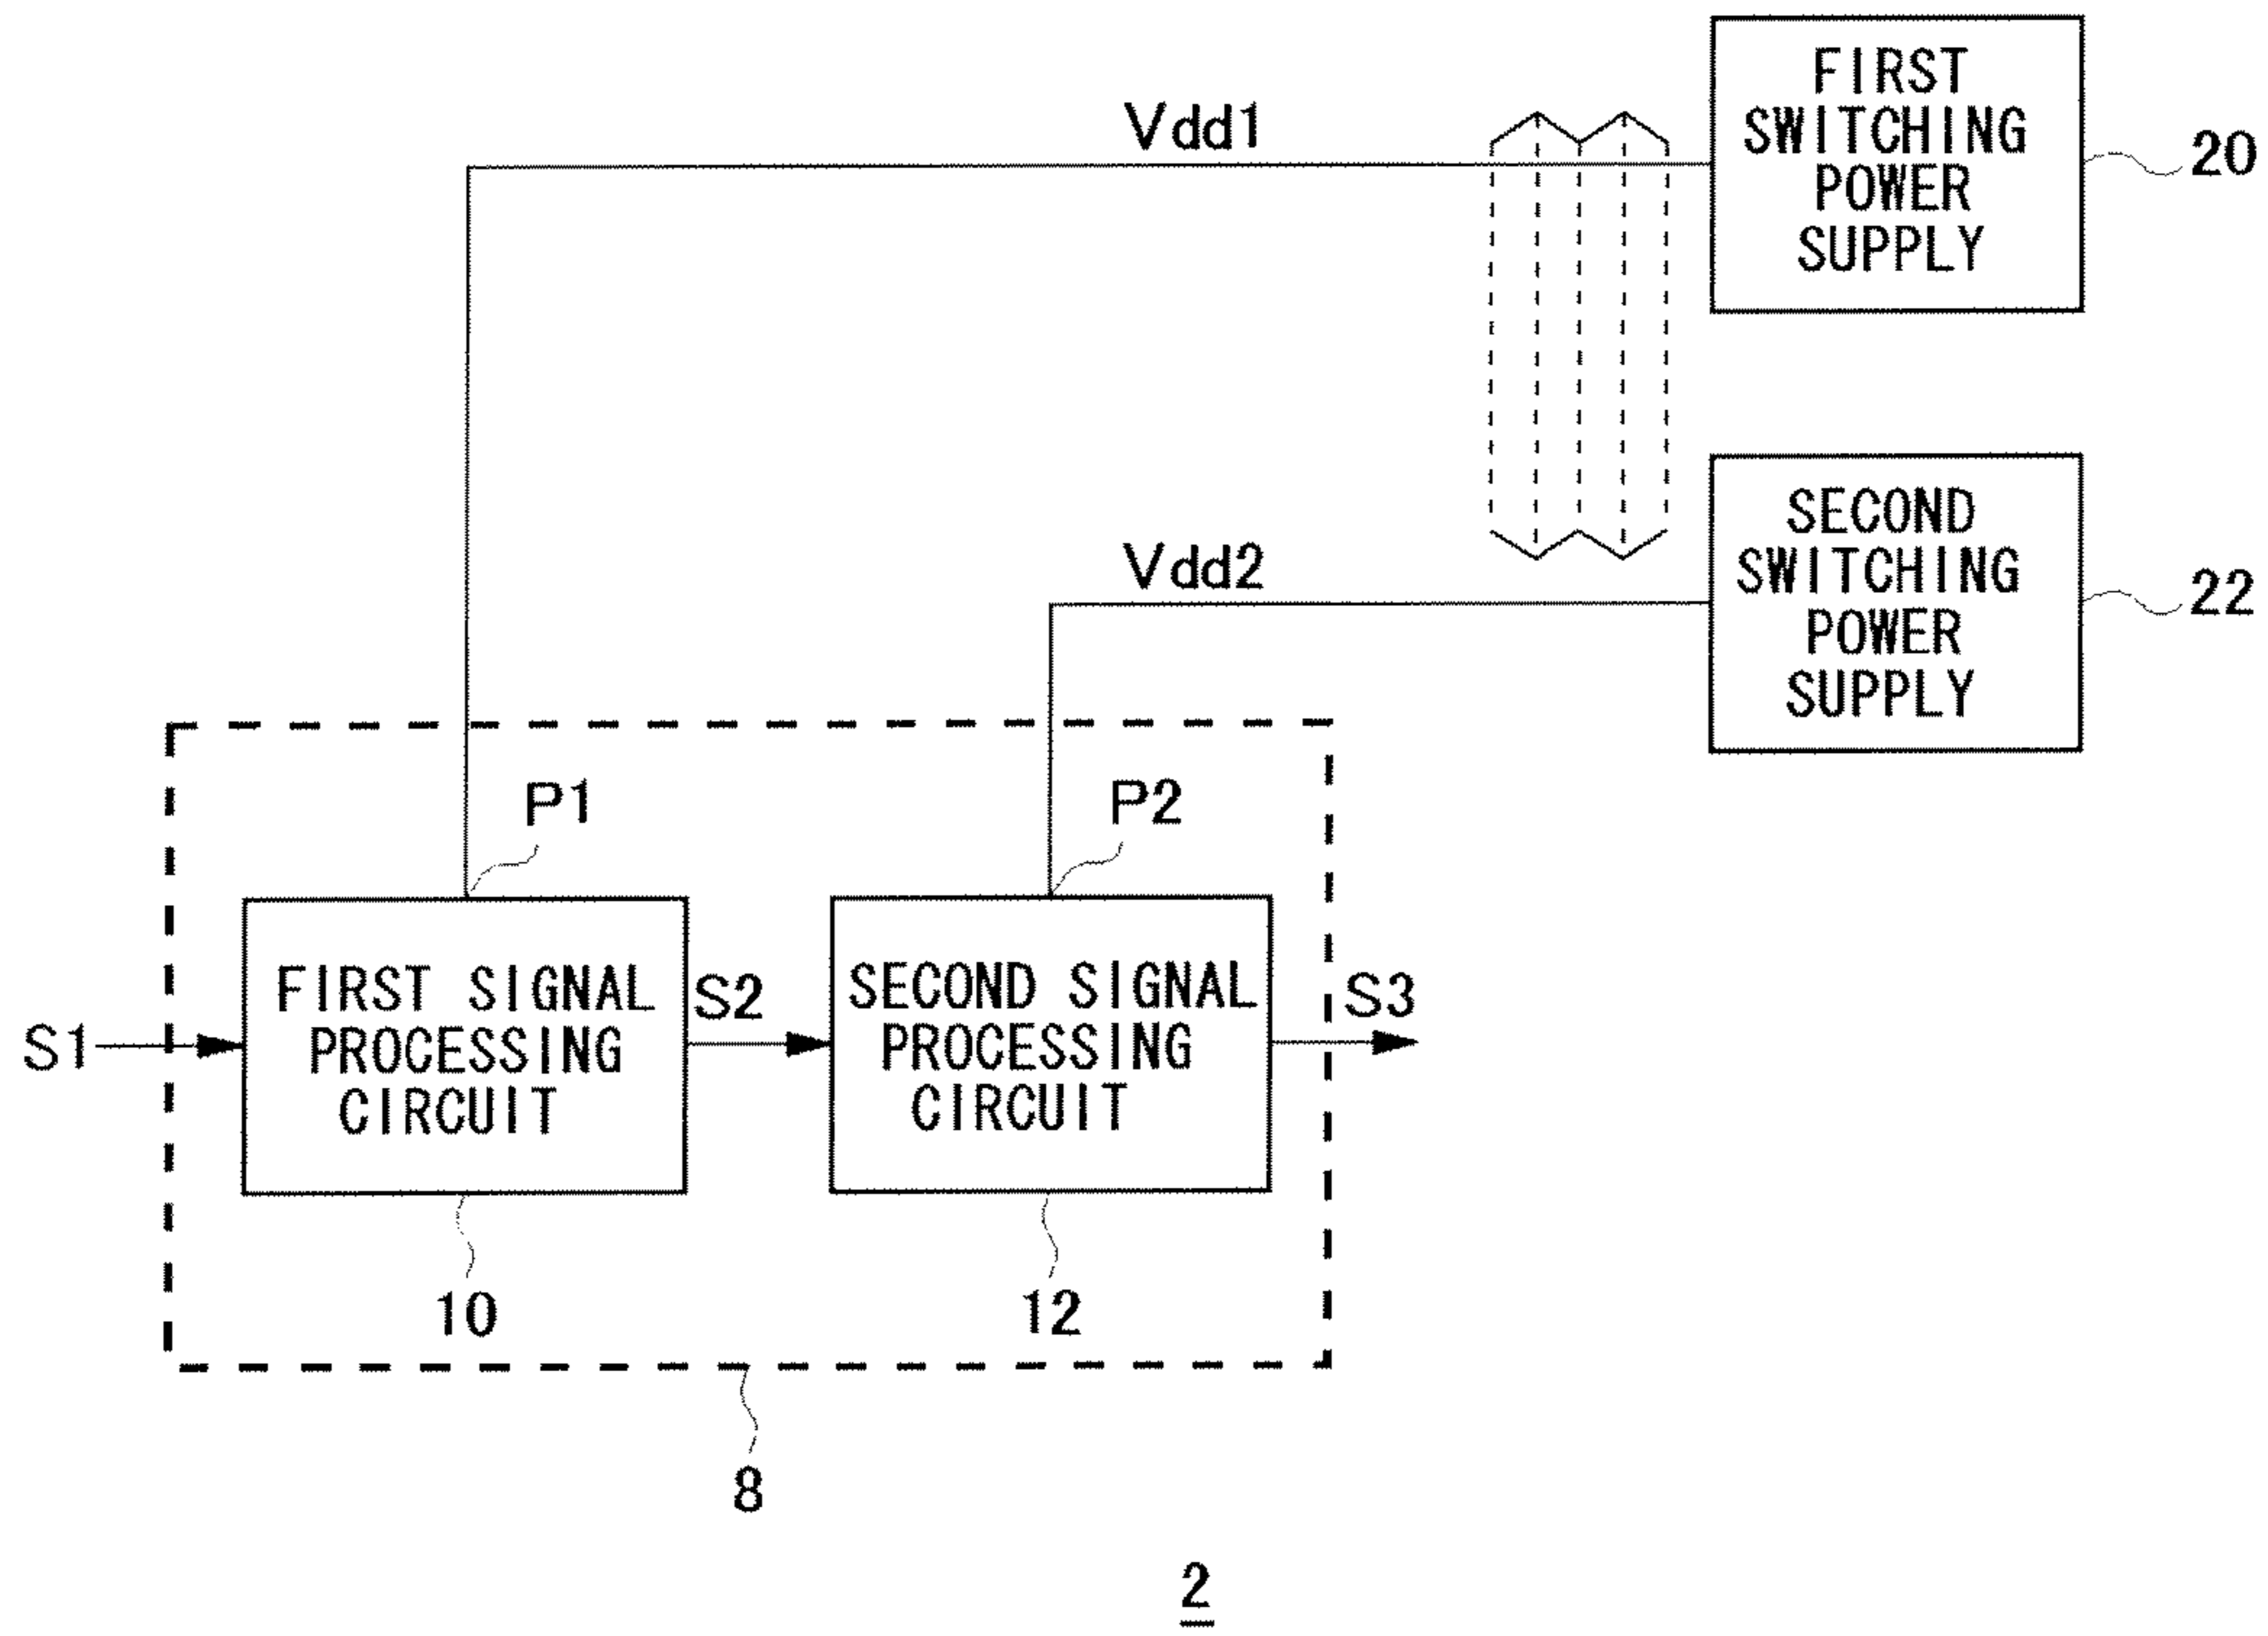 FIRST
SWITCHING
POWER
SUPPLY
20
Vdd1
SECOND
SWITCHING
POWER
SUPPLY
22
Vdd2
P1
P2
S1
FIRST SIGNAL
PROCESSING
CIRCUIT
S2
SECOND SIGNAL
PROCESSING
CIRCUIT
S3
10
12
8
2